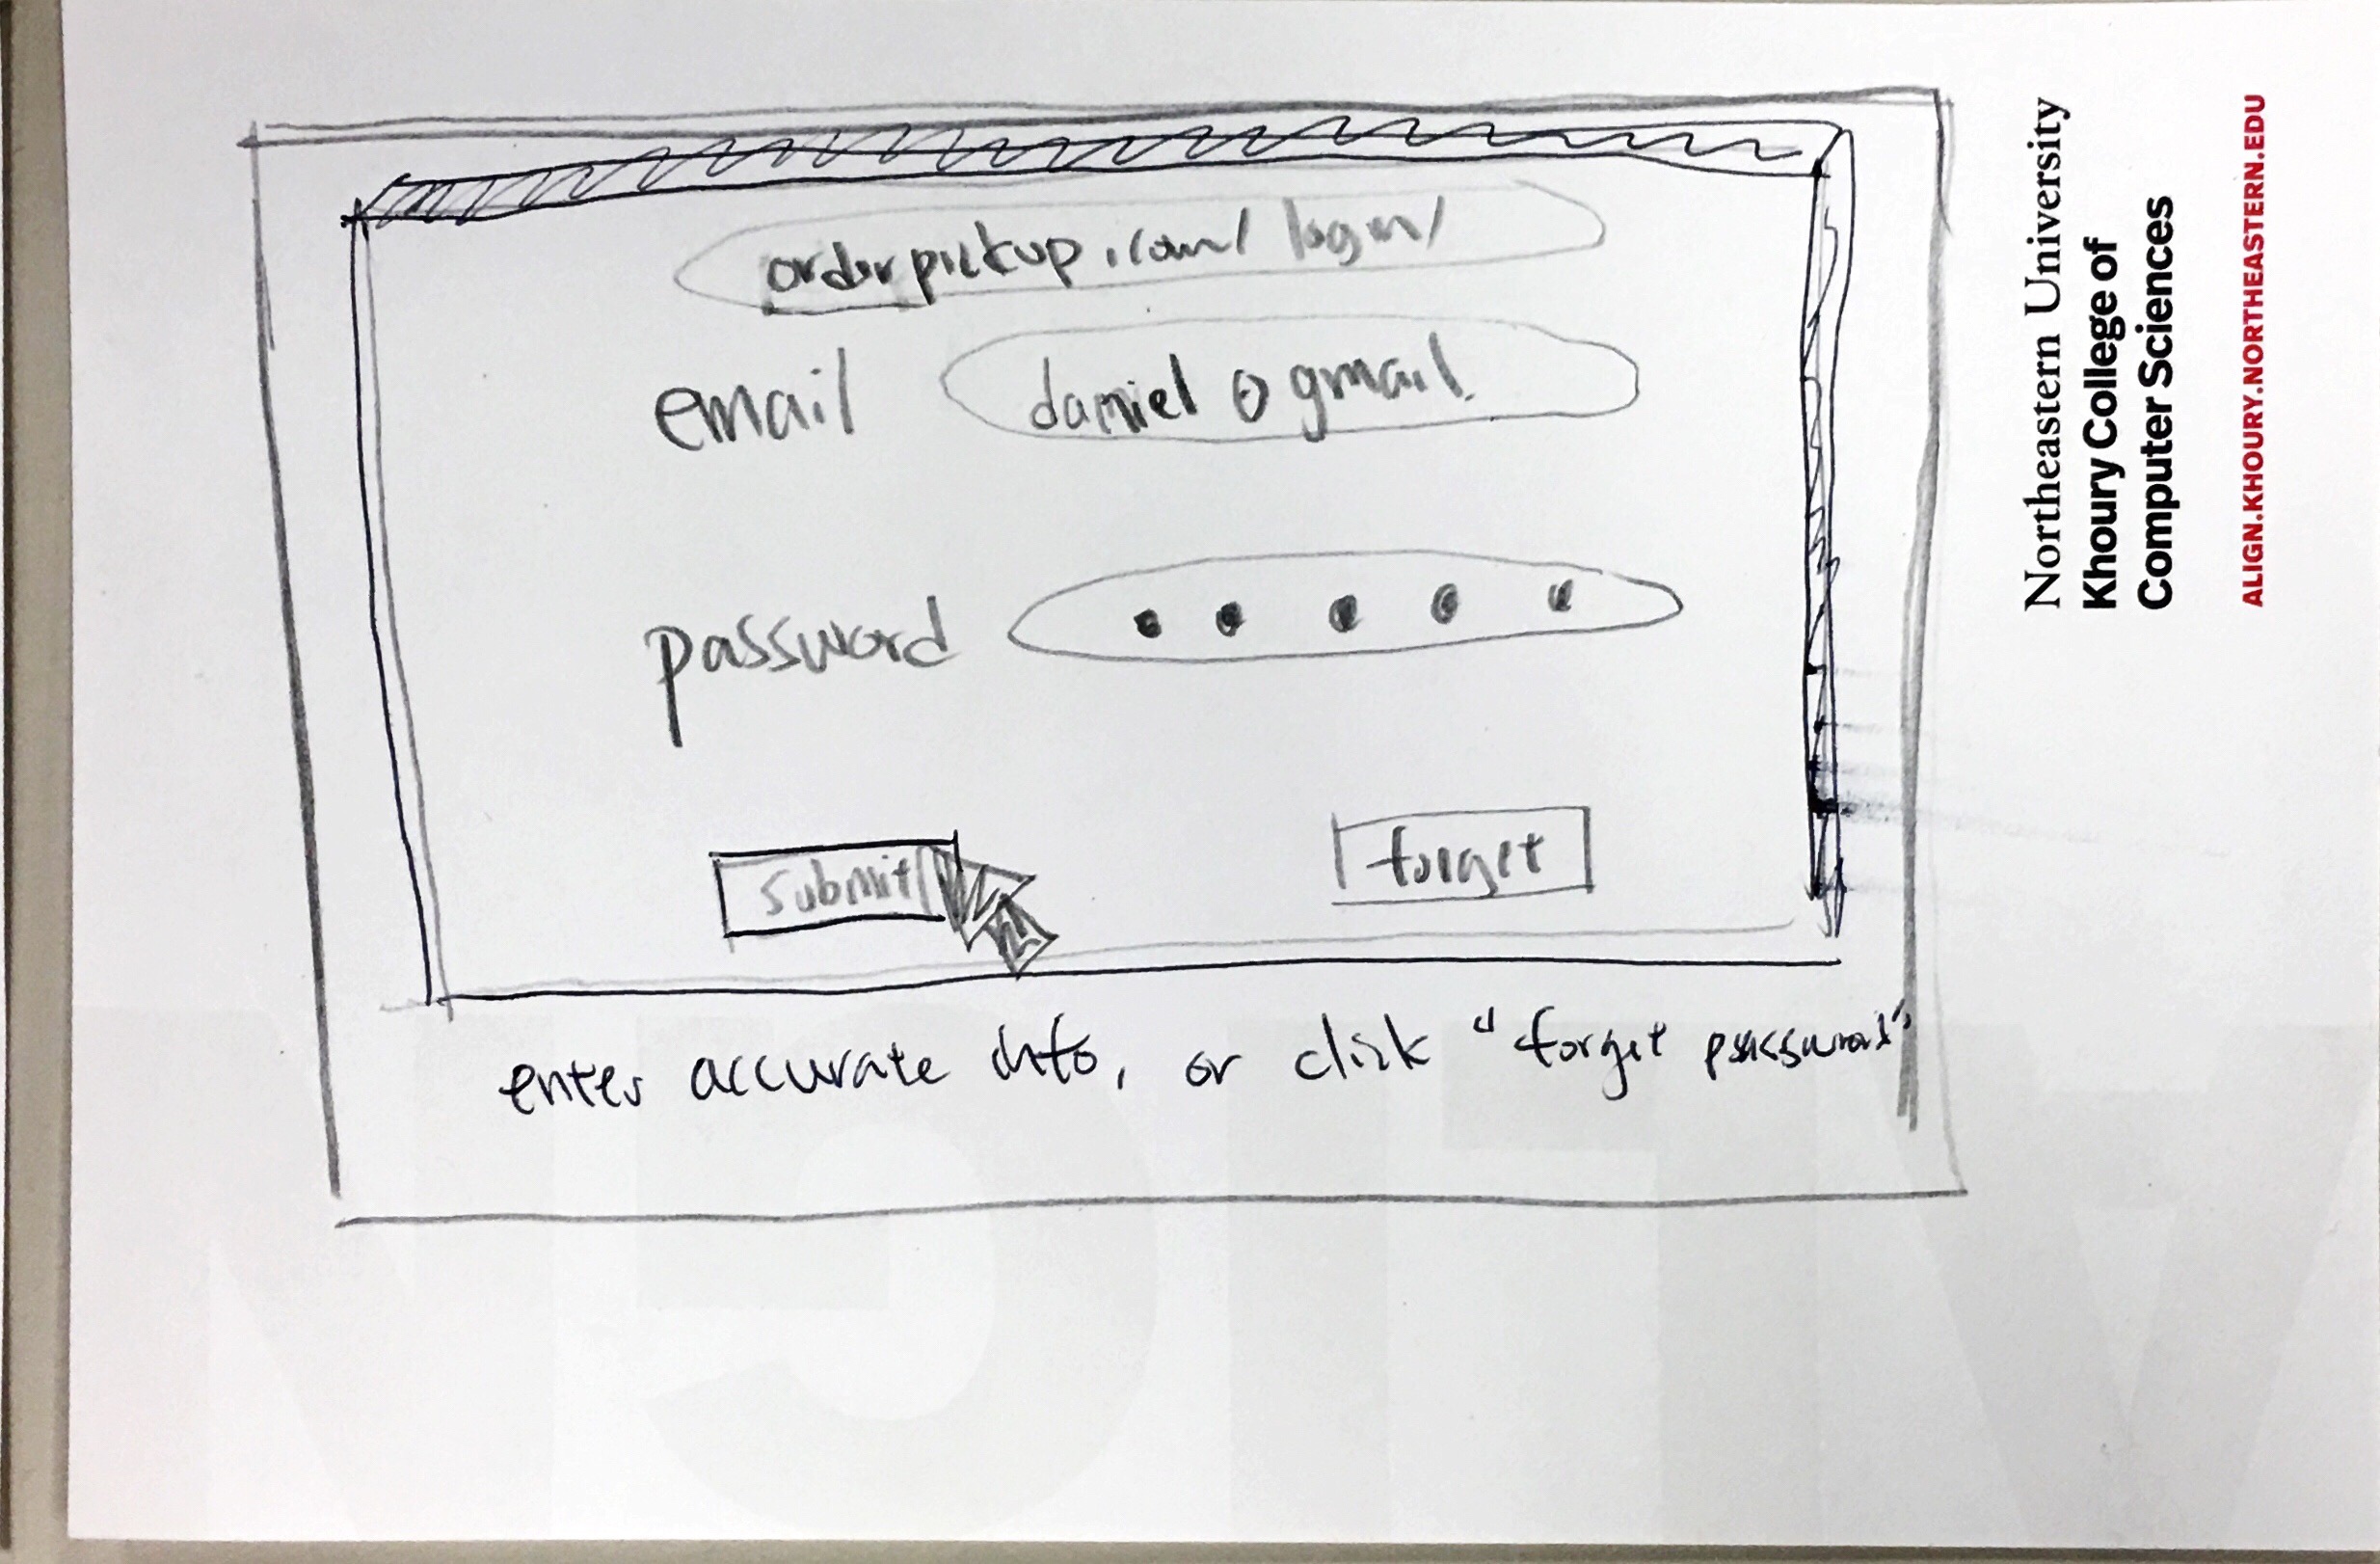 orderpickup.com/ login/
email daniel @ gmail.
password
submit forget
enter accurate info, or click "forget password"
Northeastern University
Khoury College of
Computer Sciences
ALIGN.KHOURY.NORTHEASTERN.EDU
ALIGN